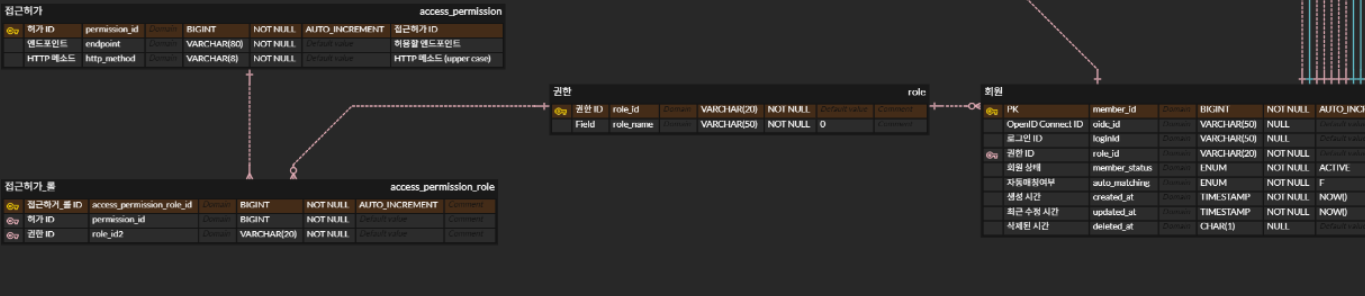 접근허가 access_permission
허가 ID permission_id Domain BIGINT NOT NULL AUTO_INCREMENT 접근허가 ID
엔드포인트 endpoint Domain VARCHAR(80) NOT NULL Default value 허용할 엔드포인트
HTTP 메소드 http_method Domain VARCHAR(8) NOT NULL Default value HTTP 메소드 (upper case)
권한 role
권한 ID role_id Domain VARCHAR(20) NOT NULL Default value Comment
Field role_name Domain VARCHAR(50) NOT NULL 0 Comment
회원
PK member_id Domain BIGINT NOT NULL AUTO_INC
OpenID Connect ID oidc_id Domain VARCHAR(50) NULL Default value
로그인 ID loginId Domain VARCHAR(50) NULL Default value
권한 ID role_id Domain VARCHAR(20) NOT NULL Default value
회원 상태 member_status Domain ENUM NOT NULL ACTIVE
자동매칭여부 auto_matching Domain ENUM NOT NULL F
생성 시간 created_at Domain TIMESTAMP NOT NULL NOW()
최근 수정 시간 updated_at Domain TIMESTAMP NOT NULL NOW()
삭제된 시간 deleted_at Domain CHAR(1) NULL Default value
접근허가_롤 access_permission_role
접근허가_롤 ID access_permission_role_id Domain BIGINT NOT NULL AUTO_INCREMENT Comment
허가 ID permission_id Domain BIGINT NOT NULL Default value Comment
권한 ID role_id2 Domain VARCHAR(20) NOT NULL Default value Comment